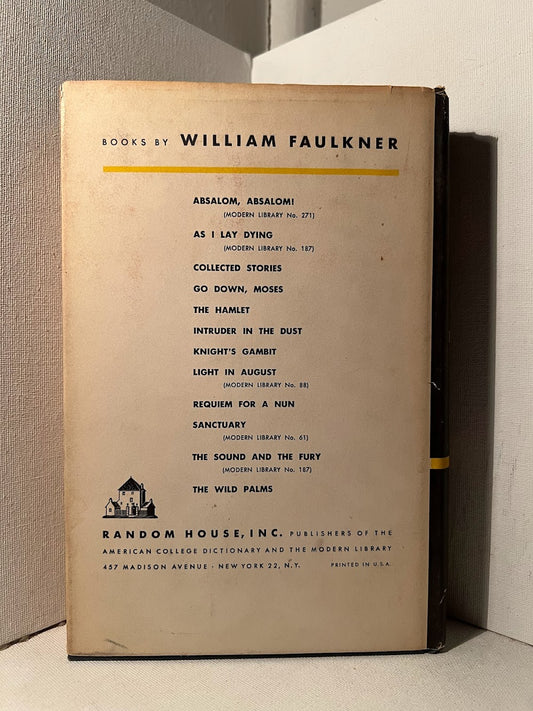 BOOKS BY WILLIAM FAULKNER
ABSALOM, ABSALOM!
(MODERN LIBRARY No. 271)
AS I LAY DYING
(MODERN LIBRARY No. 187)
COLLECTED STORIES
GO DOWN, MOSES
THE HAMLET
INTRUDER IN THE DUST
KNIGHT'S GAMBIT
LIGHT IN AUGUST
(MODERN LIBRARY No. 88)
REQUIEM FOR A NUN
SANCTUARY
(MODERN LIBRARY No. 61)
THE SOUND AND THE FURY
(MODERN LIBRARY No. 187)
THE WILD PALMS
RANDOM HOUSE, INC. PUBLISHERS OF THE
AMERICAN COLLEGE DICTIONARY AND THE MODERN LIBRARY
457 MADISON AVENUE · NEW YORK 22, N.Y. PRINTED IN U.S.A.